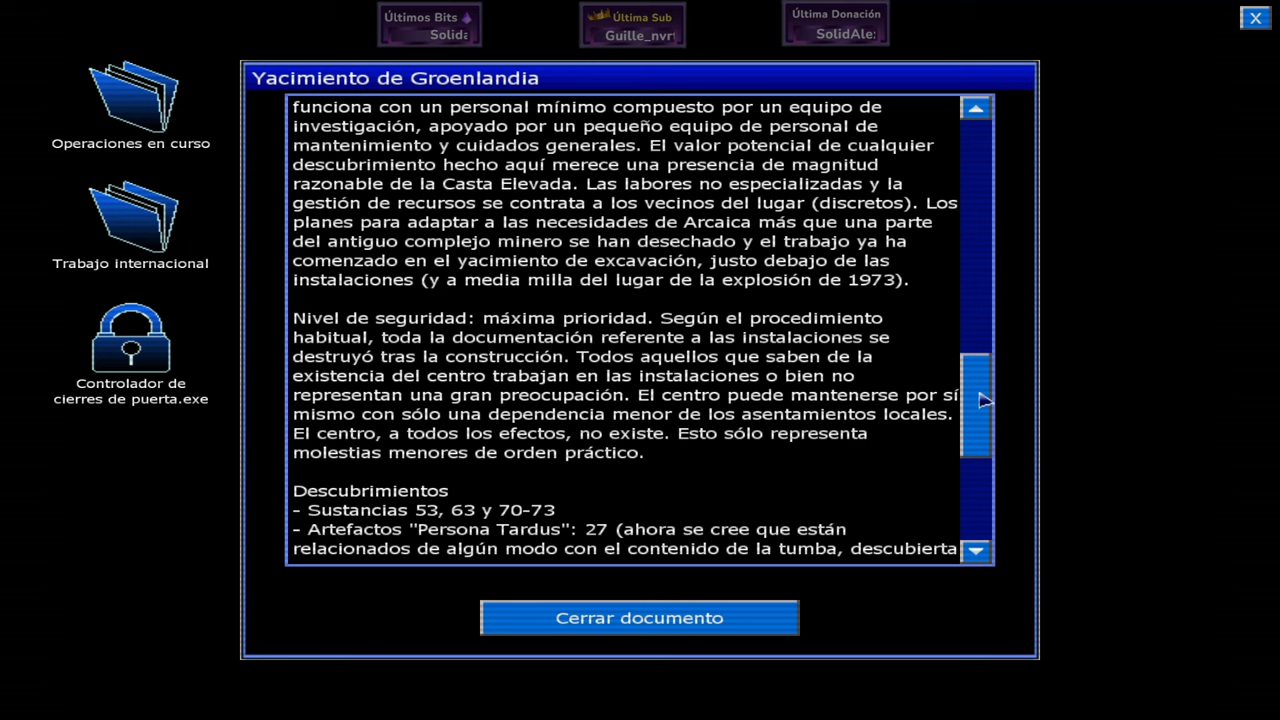 Últimos Bits
Solida
Última Sub
Guille_nvr
Última Donación
SolidAle:
X
Yacimiento de Groenlandia
Operaciones en curso
Trabajo internacional
Controlador de
cierres de puerta.exe
funciona con un personal mínimo compuesto por un equipo de
investigación, apoyado por un pequeño equipo de personal de
mantenimiento y cuidados generales. El valor potencial de cualquier
descubrimiento hecho aquí merece una presencia de magnitud
razonable de la Casta Elevada. Las labores no especializadas y la
gestión de recursos se contrata a los vecinos del lugar (discretos). Los
planes para adaptar a las necesidades de Arcaica más que una parte
del antiguo complejo minero se han desechado y el trabajo ya ha
comenzado en el yacimiento de excavación, justo debajo de las
instalaciones (y a media milla del lugar de la explosión de 1973).
Nivel de seguridad: máxima prioridad. Según el procedimiento
habitual, toda la documentación referente a las instalaciones se
destruyó tras la construcción. Todos aquellos que saben de la
existencia del centro trabajan en las instalaciones o bien no
representan una gran preocupación. El centro puede mantenerse por sí
mismo con sólo una dependencia menor de los asentamientos locales.
El centro, a todos los efectos, no existe. Esto sólo representa
molestias menores de orden práctico.
Descubrimientos
- Sustancias 53, 63 y 70-73
- Artefactos "Persona Tardus": 27 (ahora se cree que están
relacionados de algún modo con el contenido de la tumba, descubierta
Cerrar documento